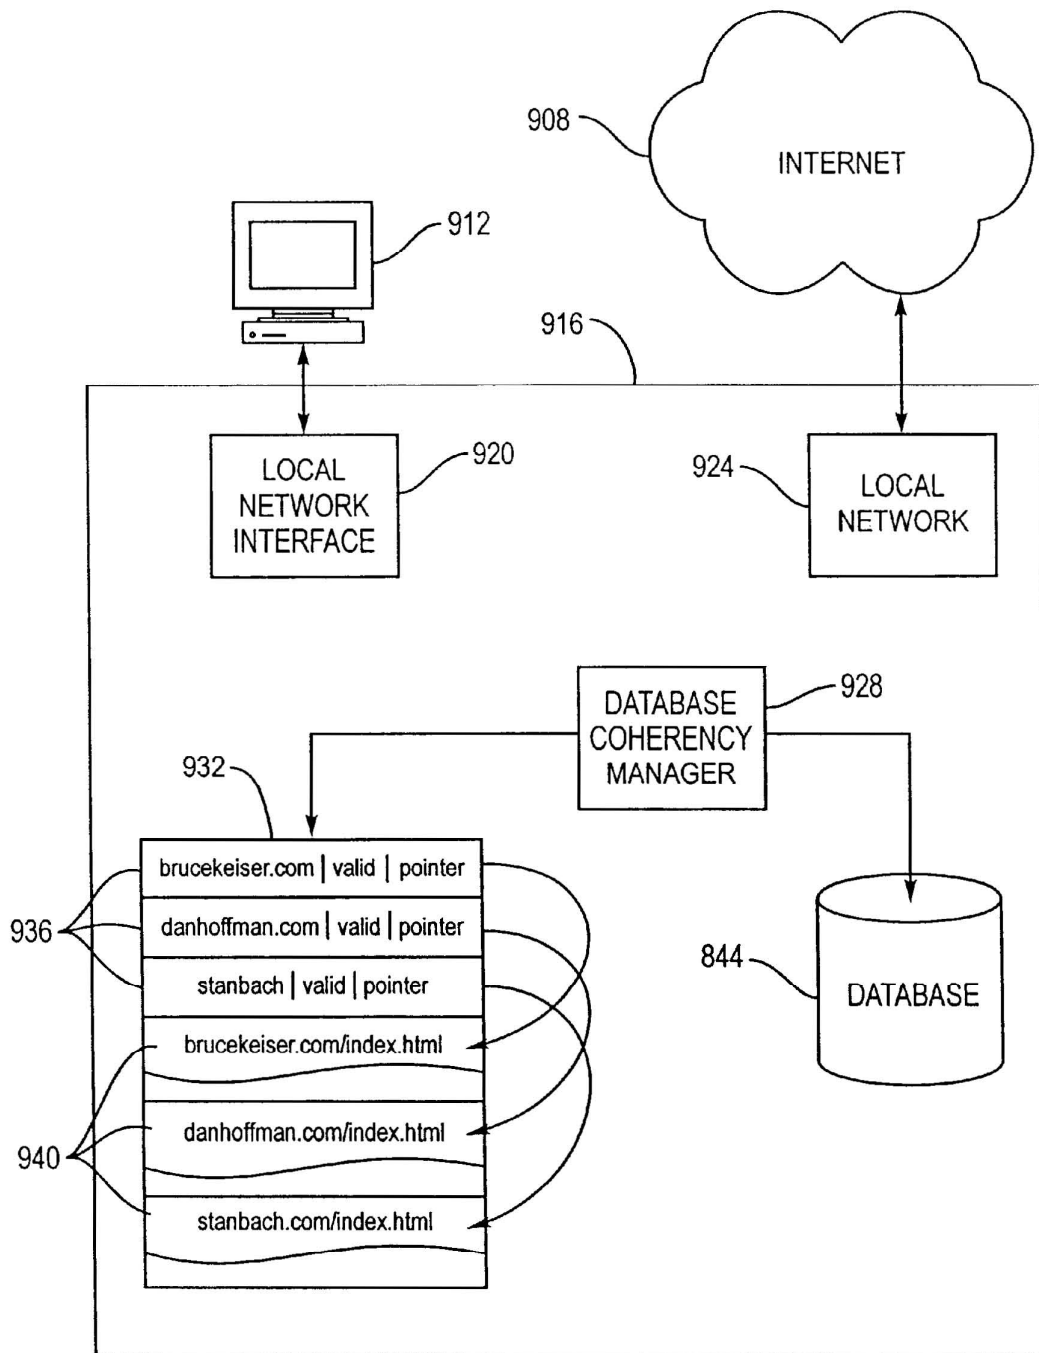 908
INTERNET
912
916
LOCAL
NETWORK
INTERFACE
920
924
LOCAL
NETWORK
DATABASE
COHERENCY
MANAGER
928
932
brucekeiser.com | valid | pointer
danhoffman.com | valid | pointer
stanbach | valid | pointer
936
brucekeiser.com/index.html
danhoffman.com/index.html
stanbach.com/index.html
940
844
DATABASE